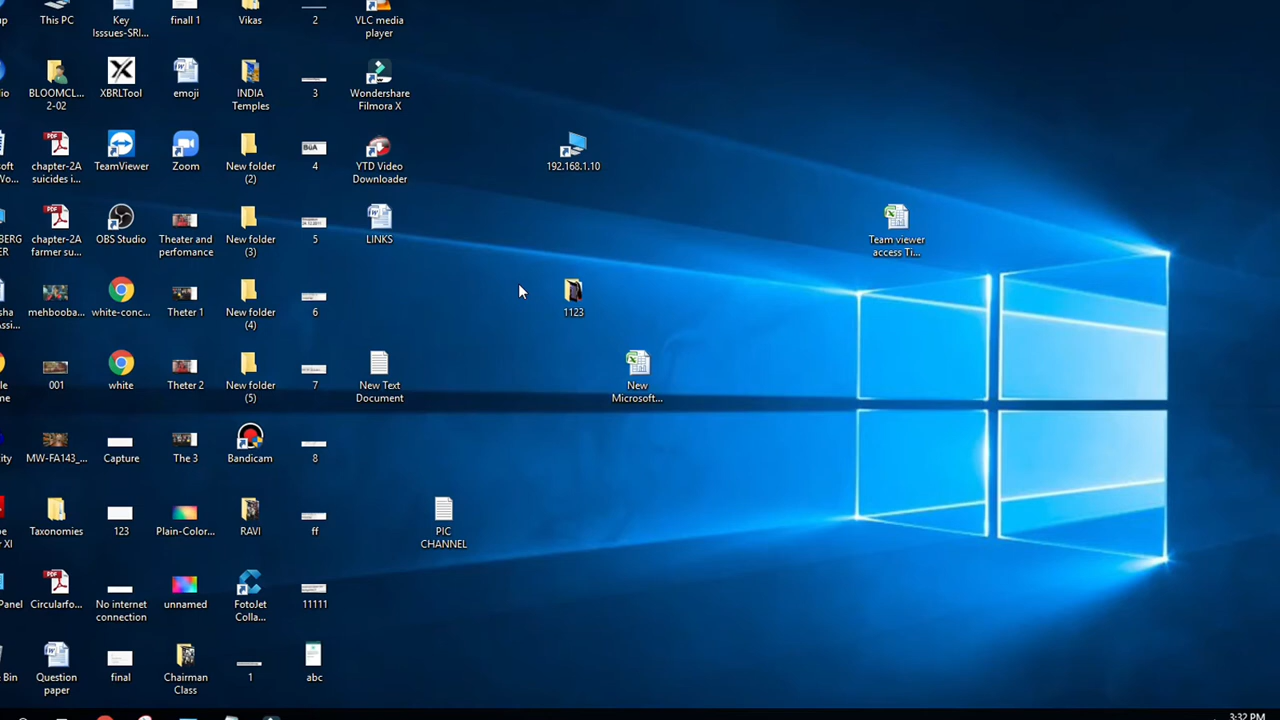 This PC
Key
Isssues-SRI...
finall 1
Vikas
2
VLC media
player
BLOOMCL...
2-02
XBRLTool
emoji
INDIA
Temples
3
Wondershare
Filmora X
chapter-2A
suicides i...
TeamViewer
Zoom
New folder
(2)
4
YTD Video
Downloader
192.168.1.10
chapter-2A
farmer su...
OBS Studio
Theater and
perfomance
New folder
(3)
5
LINKS
Team viewer
access Ti...
mehbooba...
white-conc...
Theter 1
New folder
(4)
6
1123
001
white
Theter 2
New folder
(5)
7
New Text
Document
New
Microsoft...
MW-FA143_...
Capture
The 3
Bandicam
8
Taxonomies
123
Plain-Color...
RAVI
ff
PIC
CHANNEL
Circularfo...
No internet
connection
unnamed
FotoJet
Colla...
11111
Question
paper
final
Chairman
Class
1
abc
3:32 PM